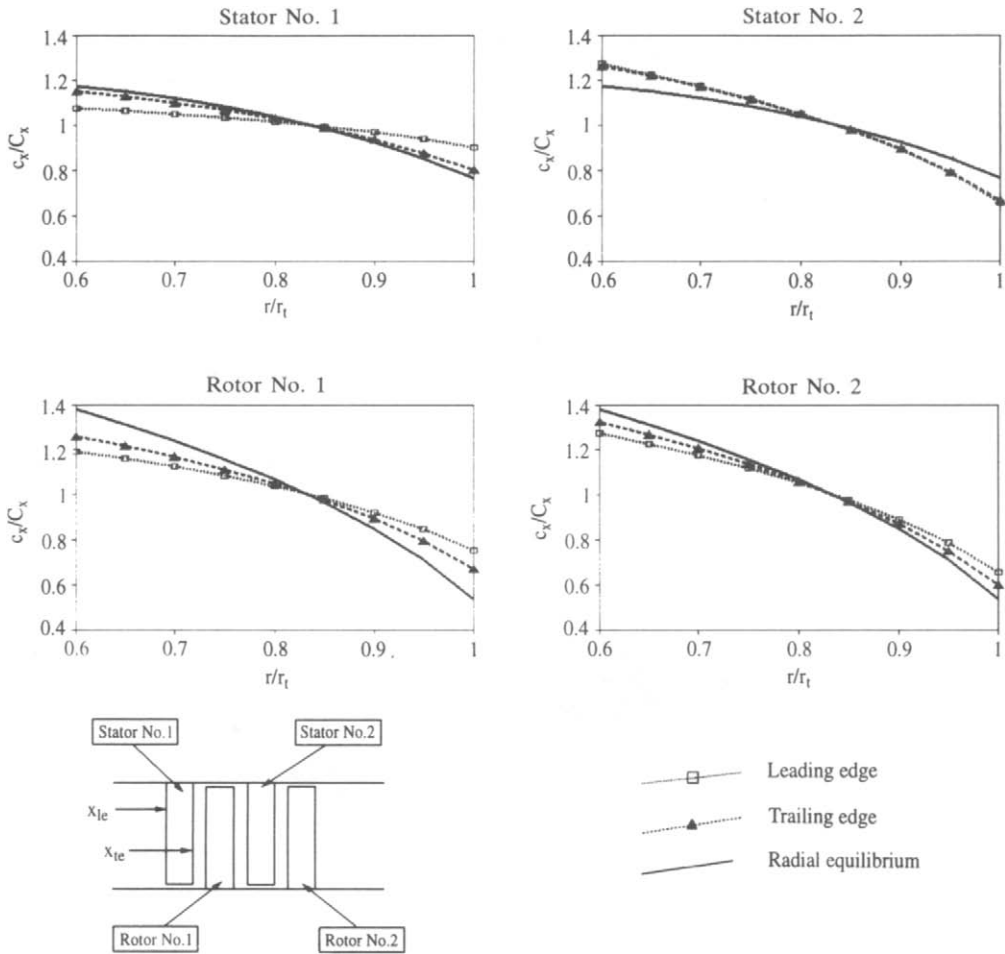 Stator No. 1
1.4
1.2
1
0.8
0.6
0.4
c_x/C_x
0.6 0.7 0.8 0.9 1
r/r_t
Stator No. 2
1.4
1.2
1
0.8
0.6
0.4
c_x/C_x
0.6 0.7 0.8 0.9 1
r/r_t
Rotor No. 1
1.4
1.2
1
0.8
0.6
0.4
c_x/C_x
0.6 0.7 0.8 0.9 1
r/r_t
Rotor No. 2
1.4
1.2
1
0.8
0.6
0.4
c_x/C_x
0.6 0.7 0.8 0.9 1
r/r_t
Stator No.1
Stator No.2
x_le
x_te
Rotor No.1
Rotor No.2
Leading edge
Trailing edge
Radial equilibrium